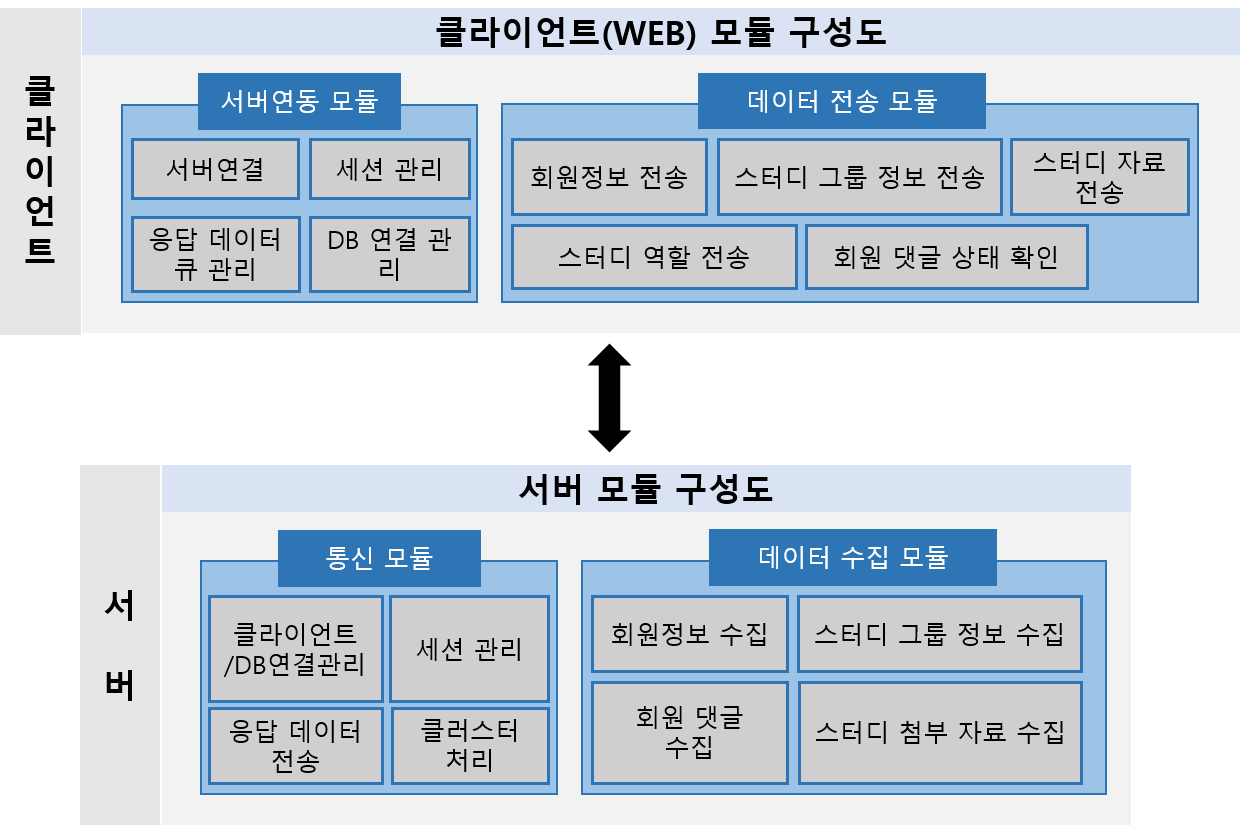 클라이언트(WEB) 모듈 구성도
클
라
이
언
트
서버연동 모듈
서버연결
세션 관리
응답 데이터
큐 관리
DB 연결 관
리
데이터 전송 모듈
회원정보 전송
스터디 그룹 정보 전송
스터디 자료
전송
스터디 역할 전송
회원 댓글 상태 확인
서버 모듈 구성도
서
버
통신 모듈
클라이언트
/DB연결관리
세션 관리
응답 데이터
전송
클러스터
처리
데이터 수집 모듈
회원정보 수집
스터디 그룹 정보 수집
회원 댓글
수집
스터디 첨부 자료 수집